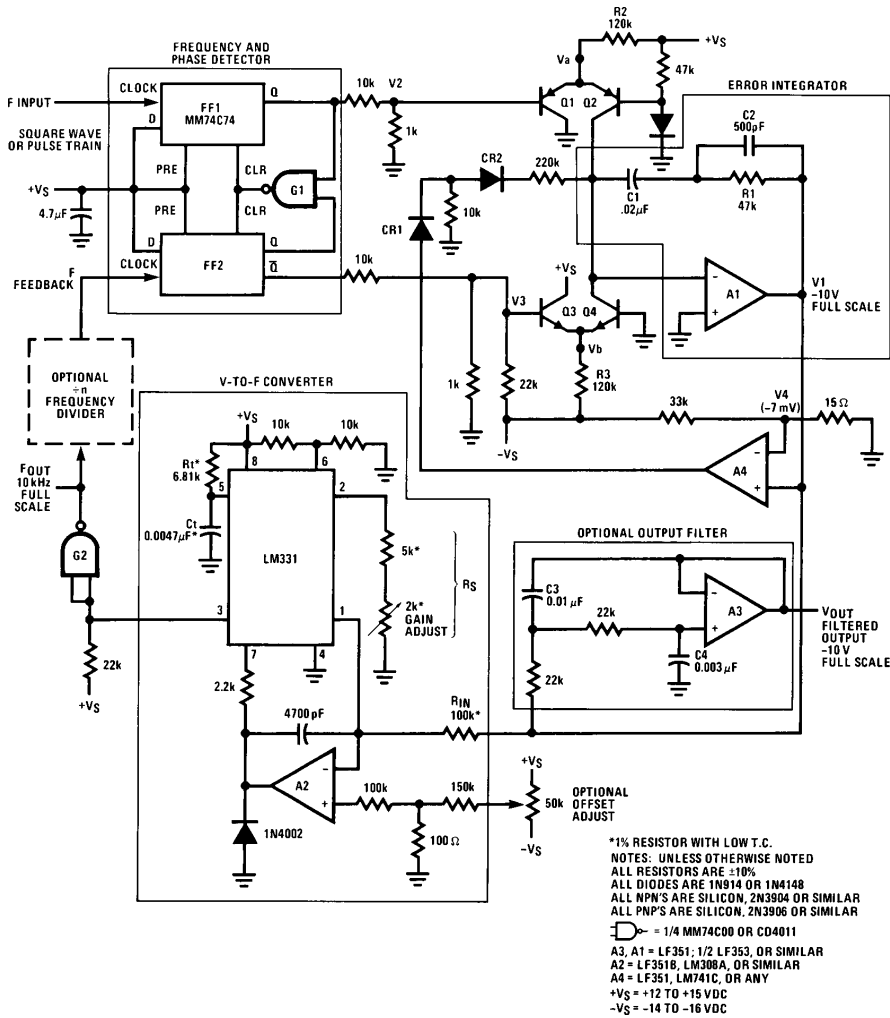 FREQUENCY AND
PHASE DETECTOR
R2
120k
+VS
Va
47k
ERROR INTEGRATOR
F INPUT
CLOCK
FF1
MM74C74
Q
10k
V2
Q1
Q2
C2
500pF
SQUARE WAVE
OR PULSE TRAIN
D
1k
PRE
CLR
G1
CR2
220k
C1
.02µF
R1
47k
+VS
4.7µF
PRE
CLR
10k
CR1
D
CLOCK
FF2
Q
Q̅
10k
F
FEEDBACK
V3
+VS
Q3
Q4
A1
-
+
V1
–10V
FULL SCALE
Vb
OPTIONAL
÷n
FREQUENCY
DIVIDER
V-TO-F CONVERTER
1k
22k
R3
120k
33k
V4
(–7 mV)
15Ω
–VS
+VS
10k
10k
A4
-
+
FOUT
10kHz
FULL
SCALE
Rt*
6.81k
5
8
6
2
Ct
0.0047µF*
LM331
5k*
RS
2k*
GAIN
ADJUST
G2
3
1
7
4
22k
+VS
2.2k
4700pF
RIN
100k*
A2
-
+
100k
150k
100Ω
1N4002
+VS
50k
–VS
OPTIONAL
OFFSET
ADJUST
OPTIONAL OUTPUT FILTER
C3
0.01µF
22k
A3
-
+
C4
0.003µF
22k
VOUT
FILTERED
OUTPUT
–10V
FULL SCALE
*1% RESISTOR WITH LOW T.C.
NOTES: UNLESS OTHERWISE NOTED
ALL RESISTORS ARE ±10%
ALL DIODES ARE 1N914 OR 1N4148
ALL NPN'S ARE SILICON, 2N3904 OR SIMILAR
ALL PNP'S ARE SILICON, 2N3906 OR SIMILAR
= 1/4 MM74C00 OR CD4011
A3, A1 = LF351; 1/2 LF353, OR SIMILAR
A2 = LF351B, LM308A, OR SIMILAR
A4 = LF351, LM741C, OR ANY
+VS = +12 TO +15 VDC
–VS = –14 TO –16 VDC